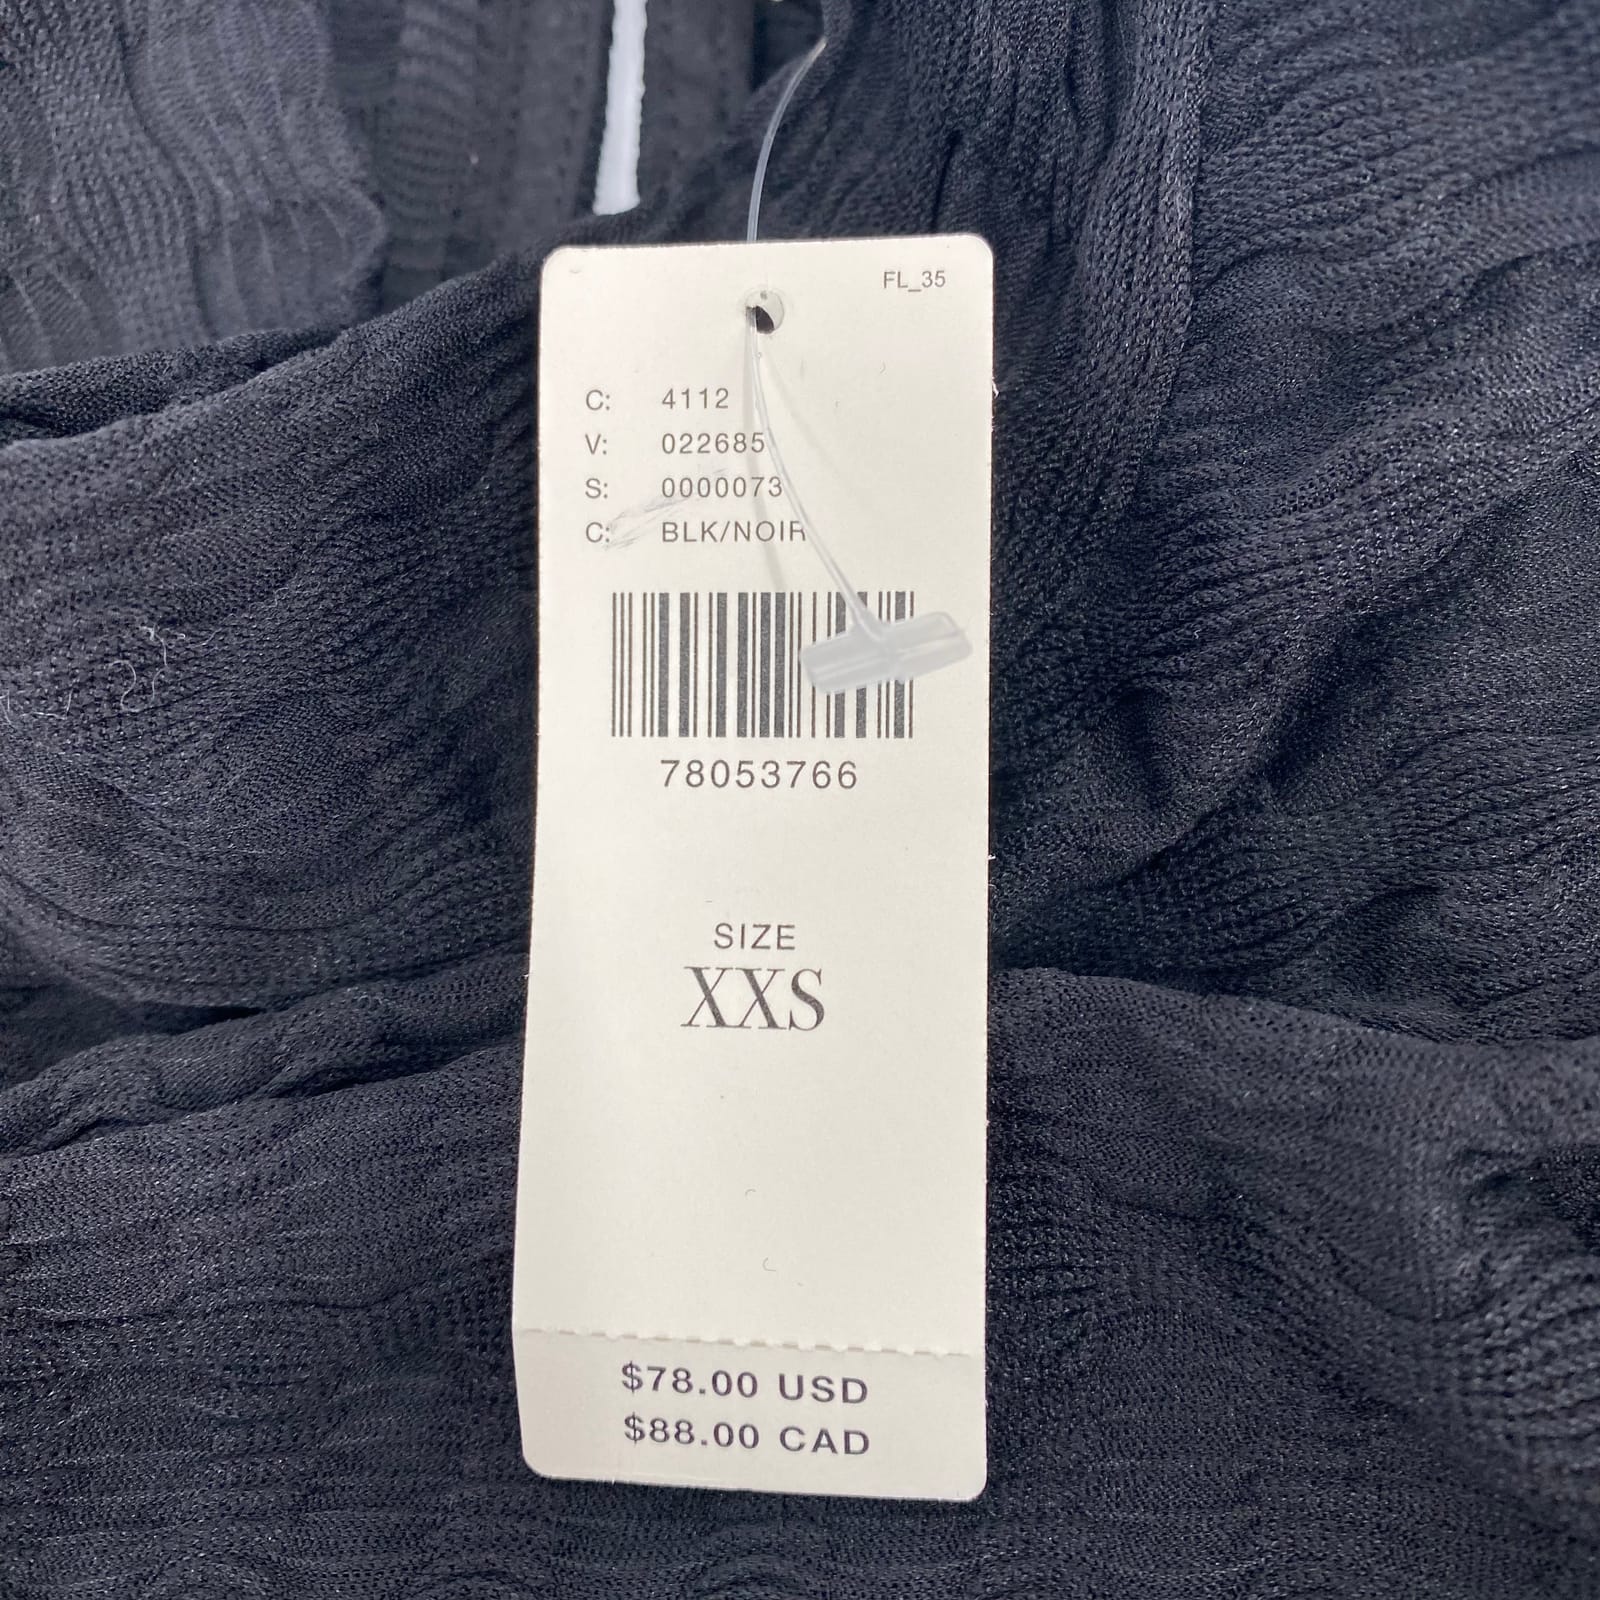 FL_35
C: 4112
V: 022685
S: 0000073
C: BLK/NOIR
78053766
SIZE
XXS
$78.00 USD
$88.00 CAD